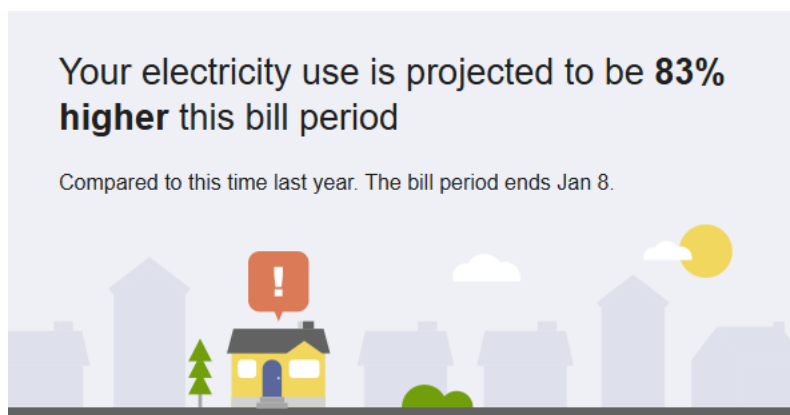 Your electricity use is projected to be 83%
higher this bill period
Compared to this time last year. The bill period ends Jan 8.
!